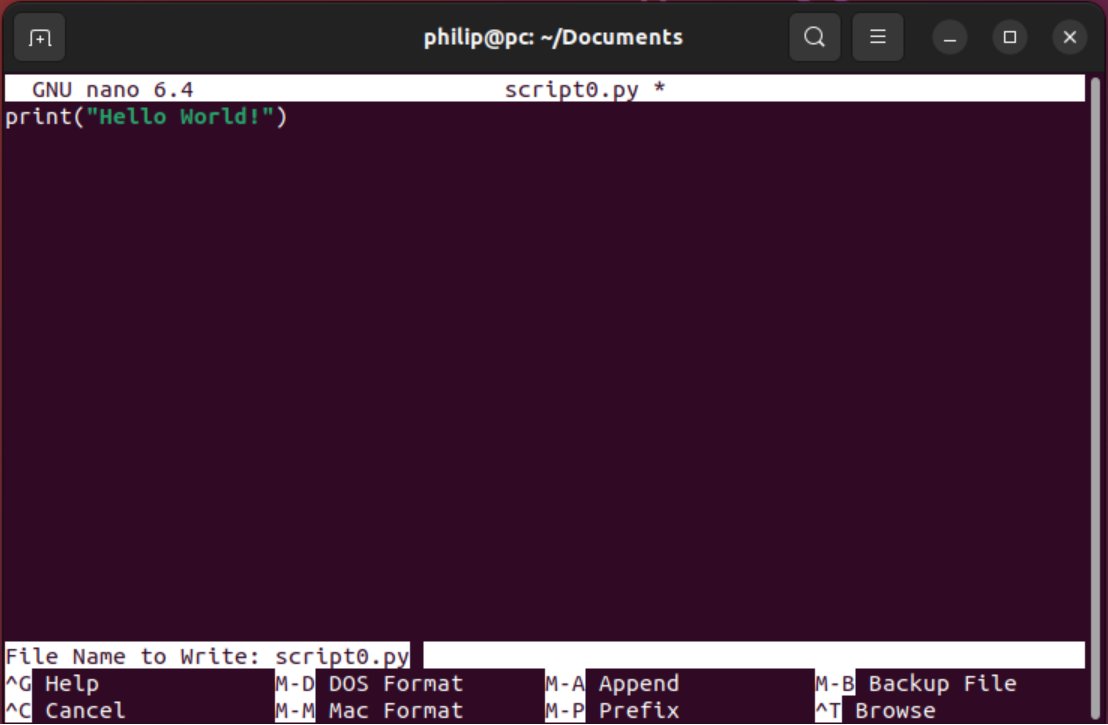 philip@pc: ~/Documents
GNU nano 6.4 script0.py *
print("Hello World!")
File Name to Write: script0.py
^G Help M-D DOS Format M-A Append M-B Backup File
^C Cancel M-M Mac Format M-P Prefix ^T Browse